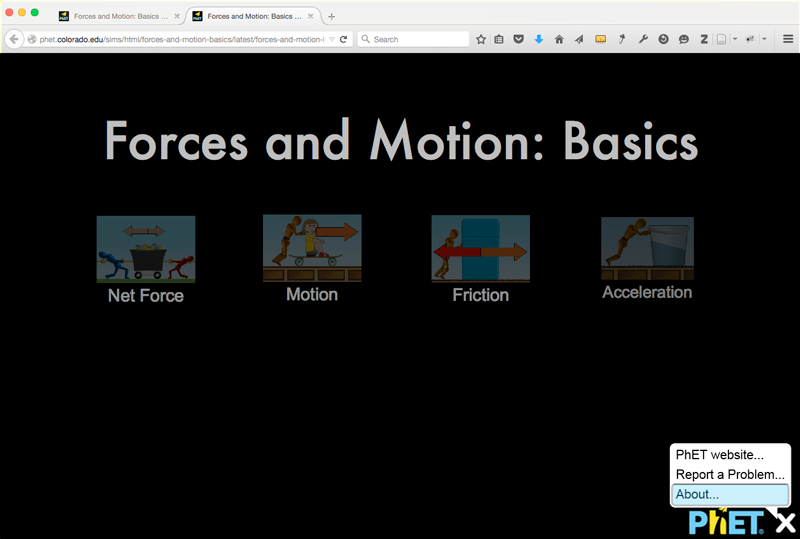 Forces and Motion: Basics ...
Forces and Motion: Basics ...
phet.colorado.edu/sims/html/forces-and-motion-basics/latest/forces-and-motion-
Search
Forces and Motion: Basics
Net Force
Motion
Friction
Acceleration
PhET website...
Report a Problem...
About...
PhET